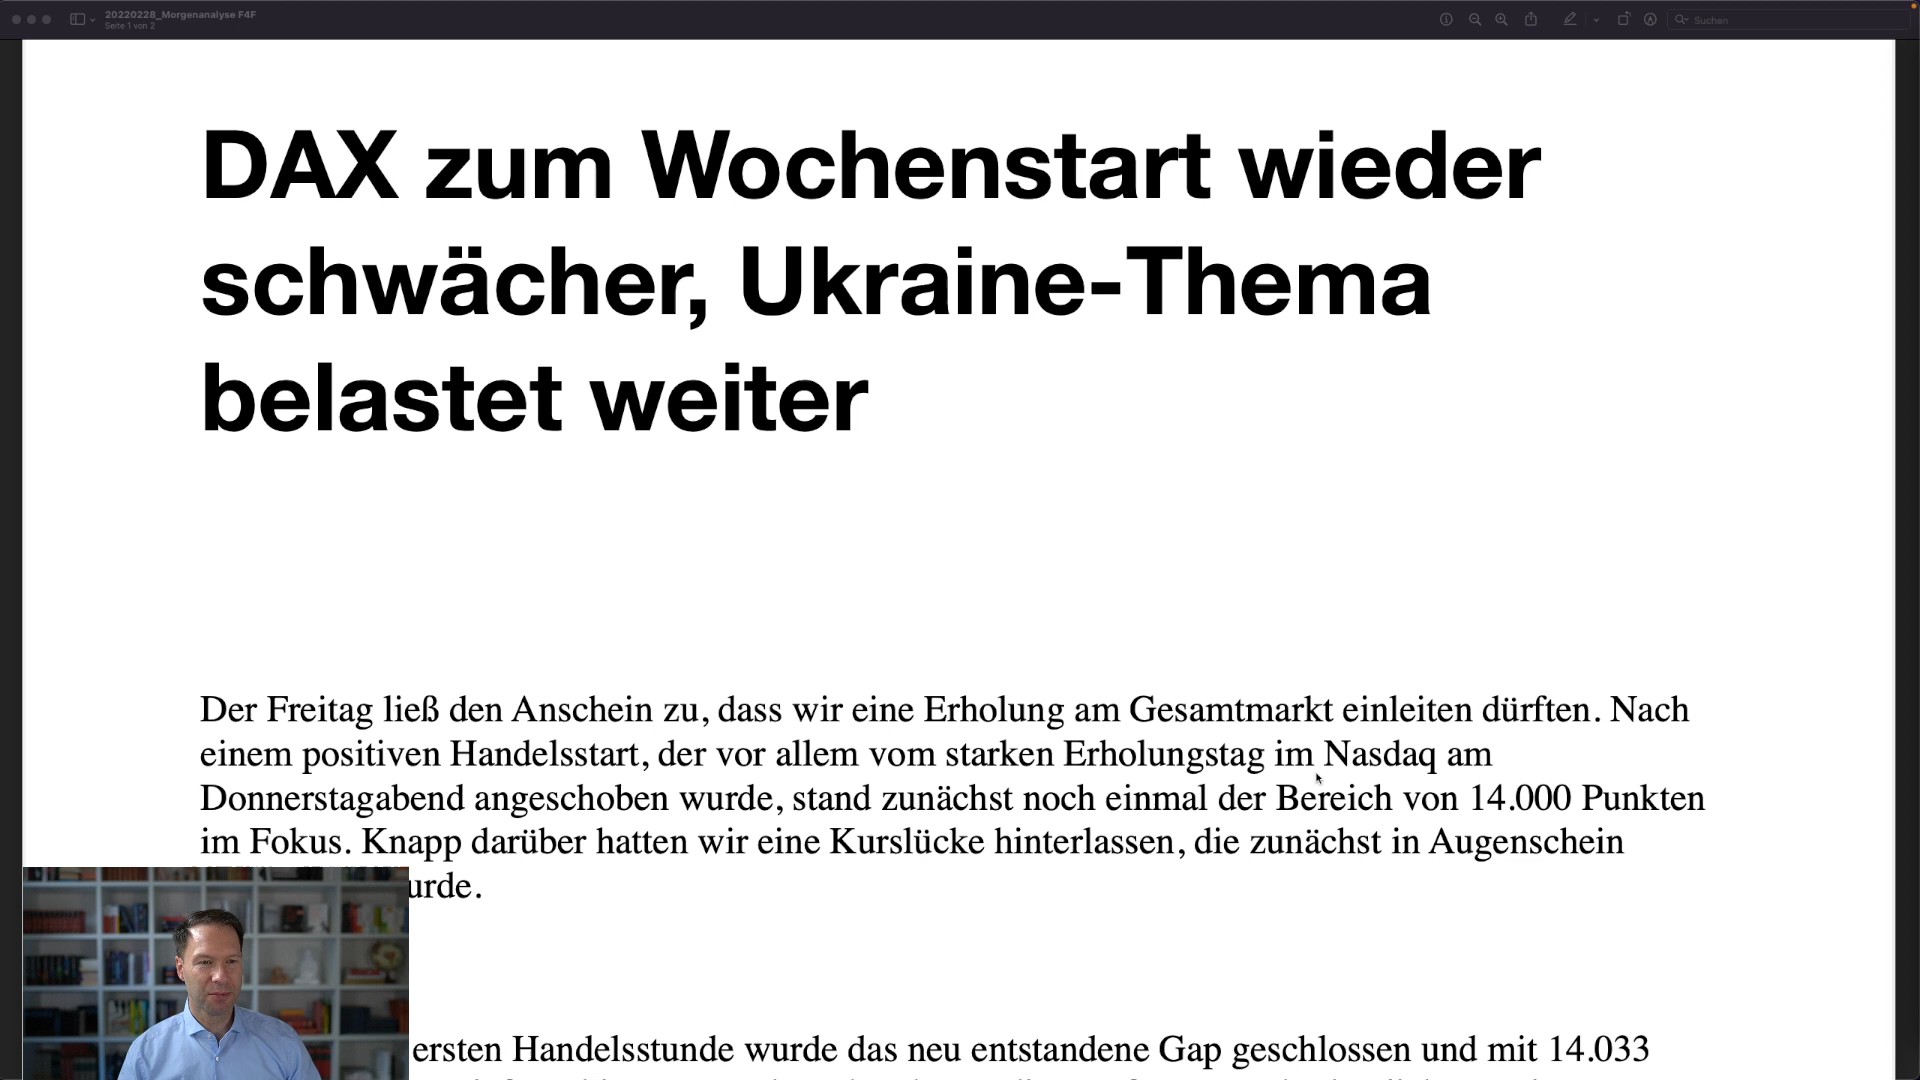 20220228_Morgenanalyse F4F
Seite 1 von 2
Suchen
DAX zum Wochenstart wieder
schwächer, Ukraine-Thema
belastet weiter
Der Freitag ließ den Anschein zu, dass wir eine Erholung am Gesamtmarkt einleiten dürften. Nach
einem positiven Handelsstart, der vor allem vom starken Erholungstag im Nasdaq am
Donnerstagabend angeschoben wurde, stand zunächst noch einmal der Bereich von 14.000 Punkten
im Fokus. Knapp darüber hatten wir eine Kurslücke hinterlassen, die zunächst in Augenschein
urde.
ersten Handelsstunde wurde das neu entstandene Gap geschlossen und mit 14.033